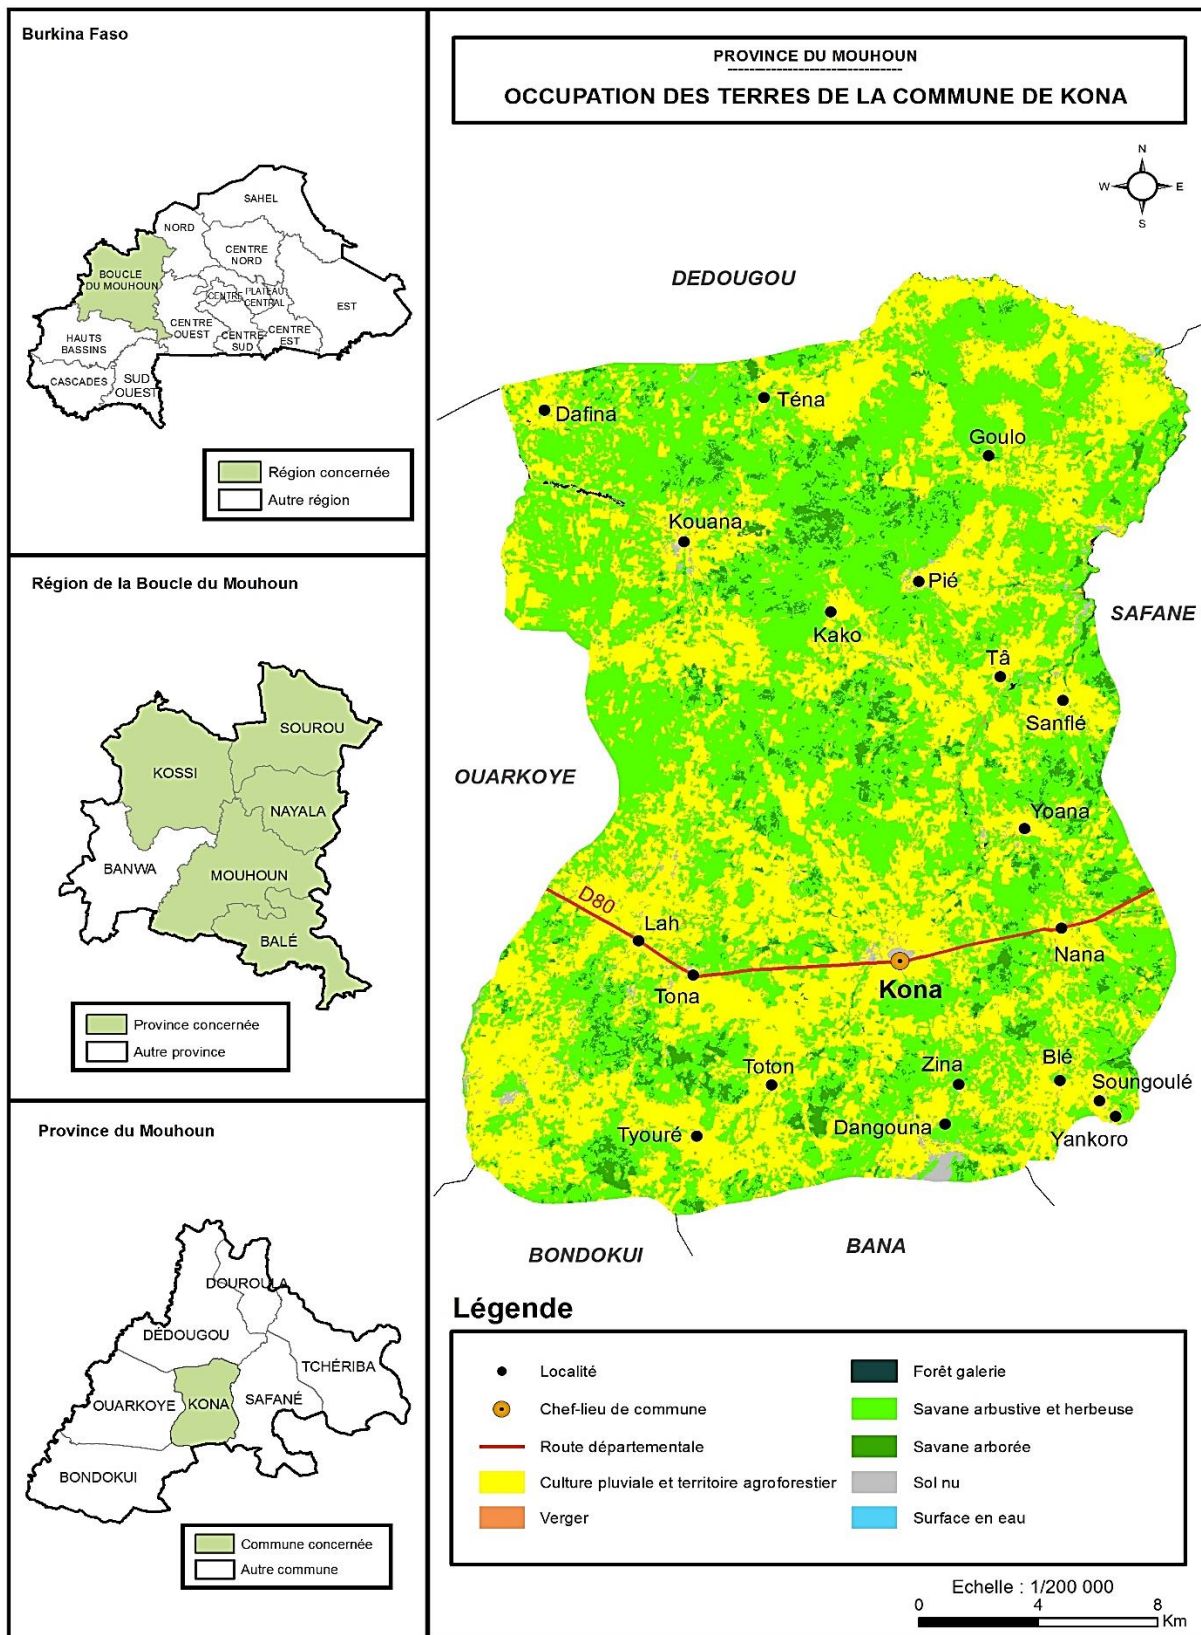 Burkina Faso
SAHEL
NORD
CENTRE
NORD
BOUCLE
DU MOUHOUN
CENTRE
PLATEAU
CENTRAL
EST
CENTRE
OUEST
CENTRE
SUD
CENTRE
EST
HAUTS
BASSINS
CASCADES
SUD
OUEST
Région concernée
Autre région
Région de la Boucle du Mouhoun
SOUROU
KOSSI
NAYALA
BANWA
MOUHOUN
BALÉ
Province concernée
Autre province
Province du Mouhoun
DOUROULA
DÉDOUGOU
TCHÉRIBA
OUARKOYE
KONA
SAFANÉ
BONDOKUI
Commune concernée
Autre commune
PROVINCE DU MOUHOUN
------------------------------
OCCUPATION DES TERRES DE LA COMMUNE DE KONA
N
W
E
S
DEDOUGOU
Dafina
Téna
Goulo
Kouana
Pié
SAFANE
Kako
Tâ
Sanflé
OUARKOYE
Yoana
D80
Lah
Nana
Tona
Kona
Toton
Zina
Blé
Soungoulé
Tyouré
Dangouna
Yankoro
BONDOKUI
BANA
Légende
Localité
Chef-lieu de commune
Route départementale
Culture pluviale et territoire agroforestier
Verger
Forêt galerie
Savane arbustive et herbeuse
Savane arborée
Sol nu
Surface en eau
Echelle : 1/200 000
0 4 8
Km